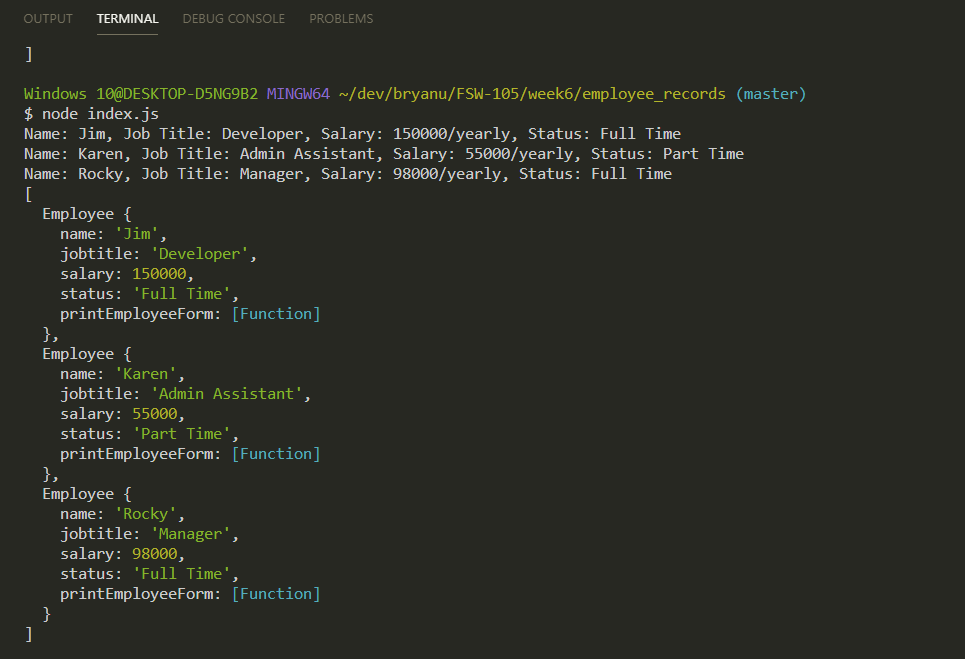 OUTPUT TERMINAL DEBUG CONSOLE PROBLEMS
]
Windows 10@DESKTOP-D5NG9B2 MINGW64 ~/dev/bryanu/FSW-105/week6/employee_records (master)
$ node index.js
Name: Jim, Job Title: Developer, Salary: 150000/yearly, Status: Full Time
Name: Karen, Job Title: Admin Assistant, Salary: 55000/yearly, Status: Part Time
Name: Rocky, Job Title: Manager, Salary: 98000/yearly, Status: Full Time
[
  Employee {
    name: 'Jim',
    jobtitle: 'Developer',
    salary: 150000,
    status: 'Full Time',
    printEmployeeForm: [Function]
  },
  Employee {
    name: 'Karen',
    jobtitle: 'Admin Assistant',
    salary: 55000,
    status: 'Part Time',
    printEmployeeForm: [Function]
  },
  Employee {
    name: 'Rocky',
    jobtitle: 'Manager',
    salary: 98000,
    status: 'Full Time',
    printEmployeeForm: [Function]
  }
]